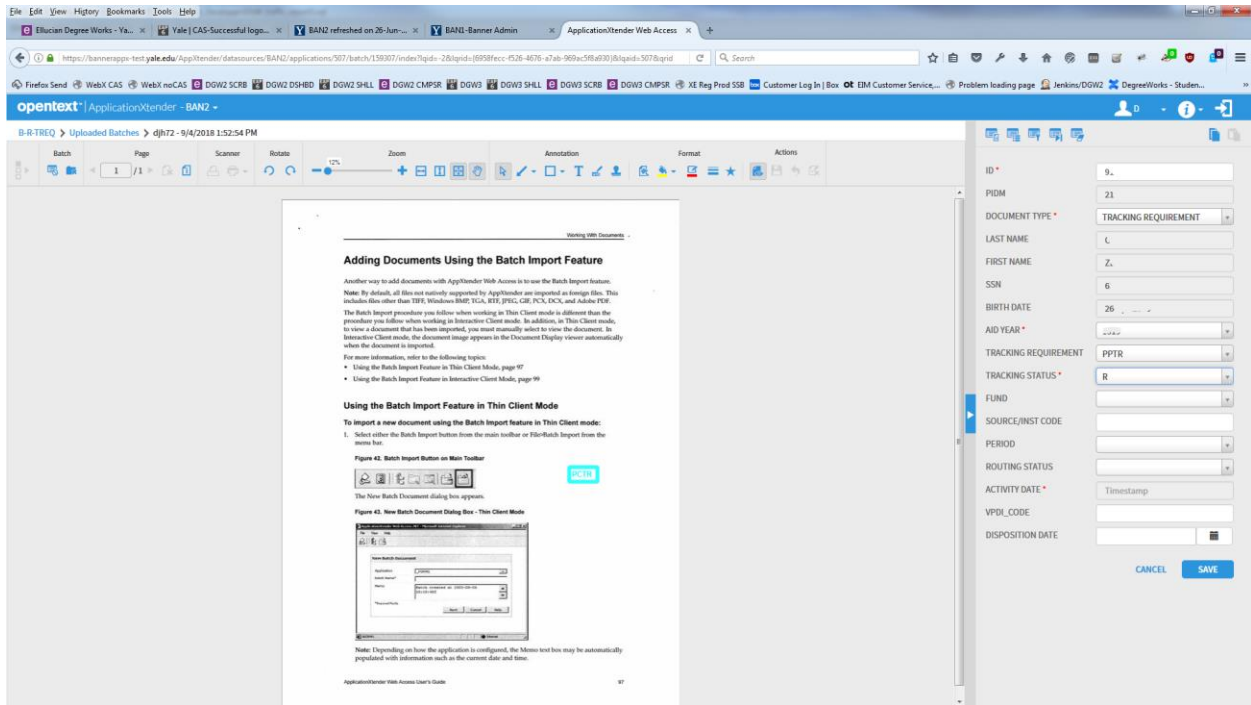 File Edit View History Bookmarks Tools Help
Ellucian Degree Works - Ya...
Yale | CAS-Successful logo...
BAN2 refreshed on 26-Jun-...
BAN1-Banner Admin
ApplicationXtender Web Access
Search
Firefox Send WebX CAS WebX noCAS DGW2 SCRB DGW2 DSHBD DGW2 SHLL DGW2 CMPSR DGW3 DGW3 SHLL DGW3 SCRB DGW3 CMPSR XE Reg Prod SSB Customer Log In | Box EIM Customer Service,... Problem loading page Jenkins/DGW2 DegreeWorks - Studen...
opentext™ | ApplicationXtender - BAN2
D
B-R-TREQ > Uploaded Batches > djh72 - 9/4/2018 1:52:54 PM
Batch Page Scanner Rotate Zoom Annotation Format Actions
1 /1
12%
Working With Documents
Adding Documents Using the Batch Import Feature
Another way to add documents with AppXtender Web Access is to use the Batch Import feature.
Note: By default, all files not natively supported by AppXtender are imported as foreign files. This
includes files other than TIFF, Windows BMP, TGA, RTF, JPEG, GIF, PCX, DCX, and Adobe PDF.
The Batch Import procedure you follow when working in Thin Client mode is different than the
procedure you follow when working in Interactive Client mode. In addition, in Thin Client mode,
to view a document that has been imported, you must manually select to view the document. In
Interactive Client mode, the document image appears in the Document Display viewer automatically
when the document is imported.
For more information, refer to the following topics:
• Using the Batch Import Feature in Thin Client Mode, page 97
• Using the Batch Import Feature in Interactive Client Mode, page 99
Using the Batch Import Feature in Thin Client Mode
To import a new document using the Batch Import feature in Thin Client mode:
1. Select either the Batch Import button from the main toolbar or File>Batch Import from the
menu bar.
Figure 42. Batch Import Button on Main Toolbar
The New Batch Document dialog box appears.
Figure 43. New Batch Document Dialog Box - Thin Client Mode
New Batch Document
Note: Depending on how the application is configured, the Memo text box may be automatically
populated with information such as the current date and time.
ApplicationXtender Web Access User's Guide 97
ID * 9
PIDM 21
DOCUMENT TYPE * TRACKING REQUIREMENT
LAST NAME
FIRST NAME Z
SSN 6
BIRTH DATE 26
AID YEAR *
TRACKING REQUIREMENT PPTR
TRACKING STATUS * R
FUND
SOURCE/INST CODE
PERIOD
ROUTING STATUS
ACTIVITY DATE * Timestamp
VPDI_CODE
DISPOSITION DATE
CANCEL SAVE